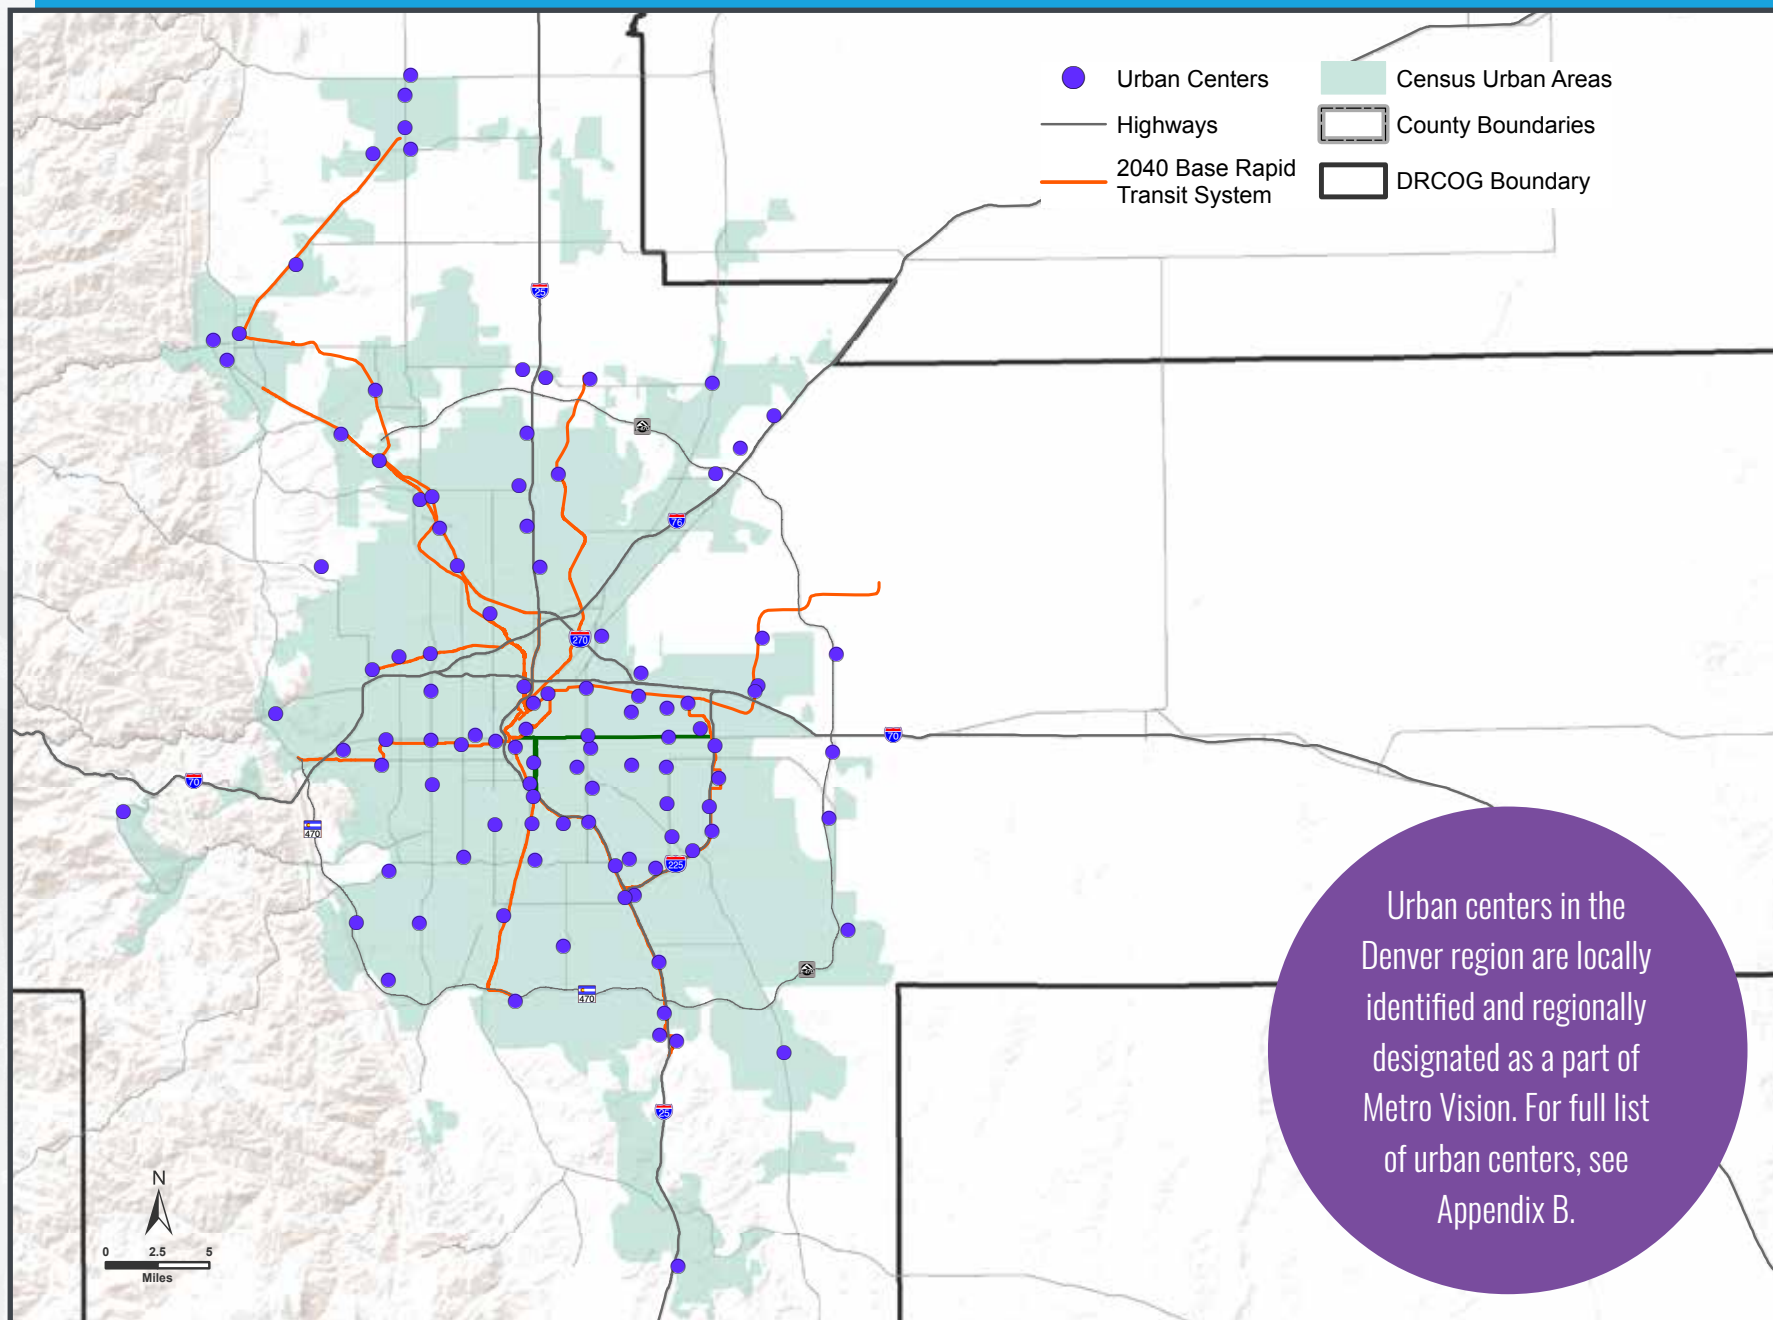 Urban Centers
Highways
2040 Base Rapid
Transit System
Census Urban Areas
County Boundaries
DRCOG Boundary
25
76
270
70
70
470
225
470
25
N
0 2.5 5
Miles
Urban centers in the
Denver region are locally
identified and regionally
designated as a part of
Metro Vision. For full list
of urban centers, see
Appendix B.